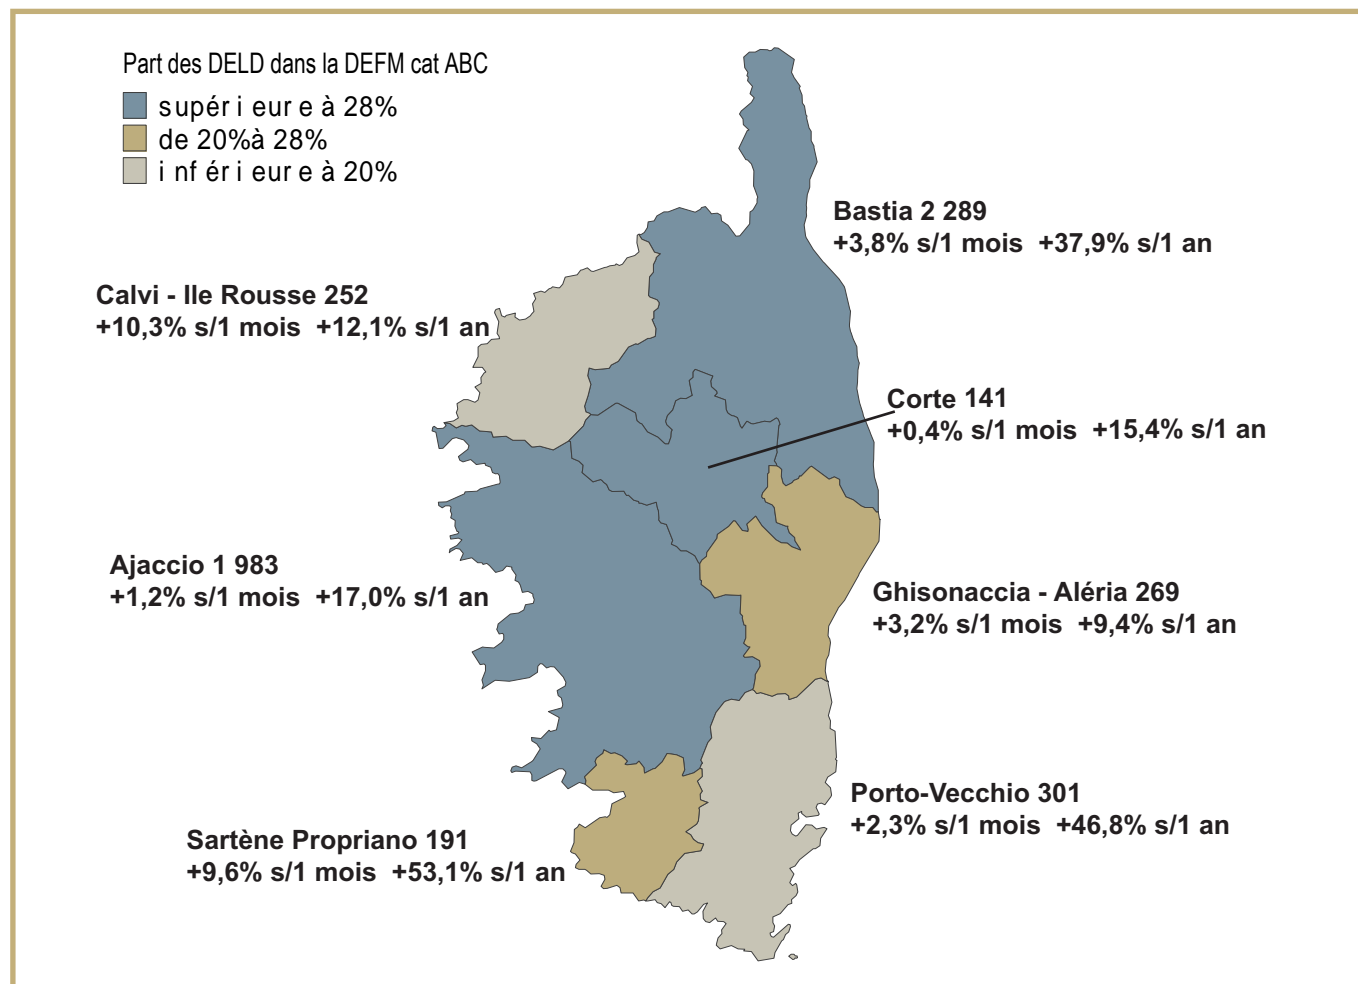 Part des DELD dans la DEFM cat ABC
supérieure à 28%
de 20%à 28%
inférieure à 20%
Bastia 2 289
+3,8% s/1 mois +37,9% s/1 an
Calvi - Ile Rousse 252
+10,3% s/1 mois +12,1% s/1 an
Corte 141
+0,4% s/1 mois +15,4% s/1 an
Ajaccio 1 983
+1,2% s/1 mois +17,0% s/1 an
Ghisonaccia - Aléria 269
+3,2% s/1 mois +9,4% s/1 an
Porto-Vecchio 301
+2,3% s/1 mois +46,8% s/1 an
Sartène Propriano 191
+9,6% s/1 mois +53,1% s/1 an